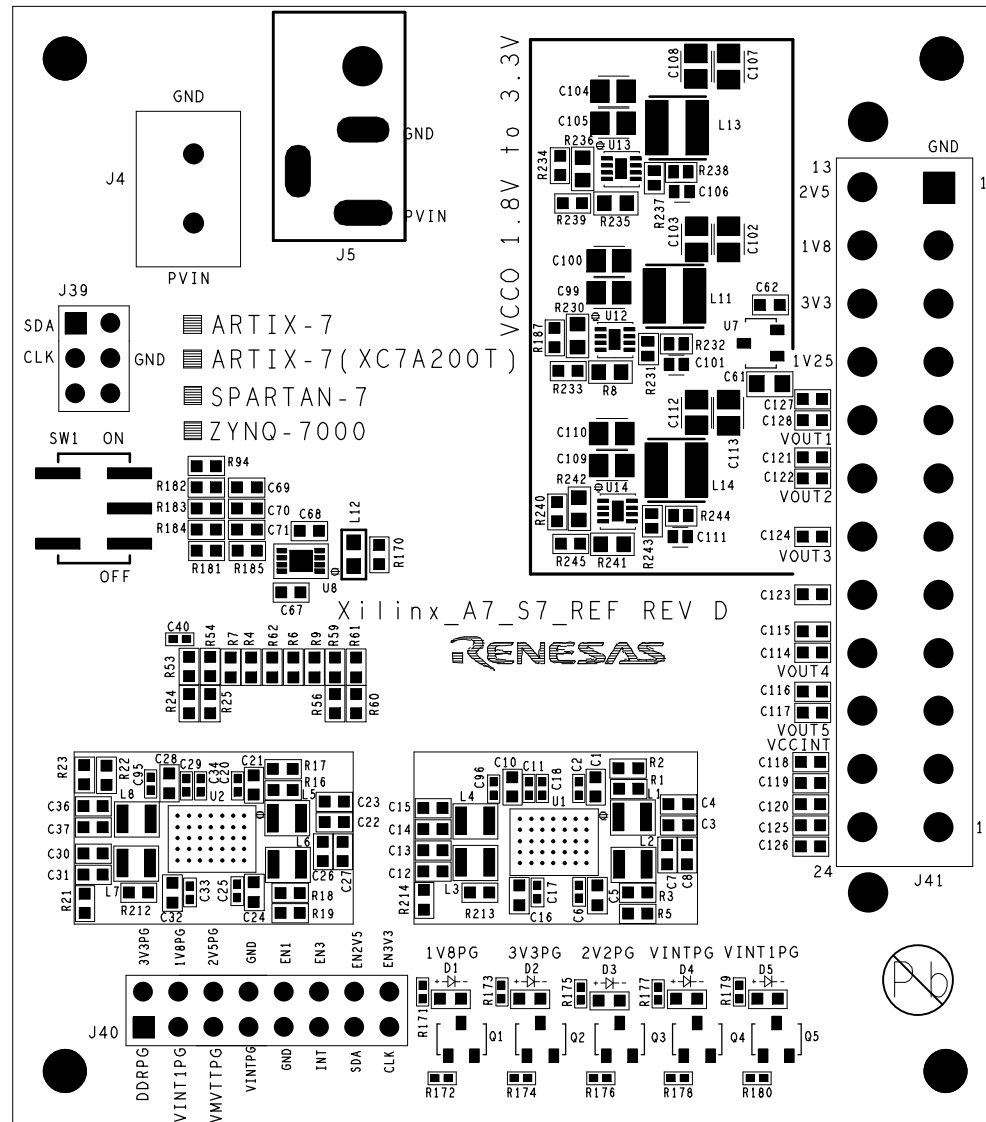 GND
J4
PVIN
GND
PVIN
J5
J39
SDA
CLK
GND
ARTIX-7
ARTIX-7(XC7A200T)
SPARTAN-7
ZYNQ-7000
SW1 ON
OFF
R94
R182
R183
R184
R181
R185
C69
C70
C71
C68
C67
U8
L12
R170
VCCO 1.8V to 3.3V
C108
C107
C104
C105
R236
U13
R234
L13
R238
C106
R237
R239
R235
C103
C102
C100
C99
R230
U12
R187
L11
R232
C101
R231
R233
R8
C62
U7
C61
C112
C113
C110
C109
R242
U14
R240
L14
R244
C111
R243
R245
R241
GND
13
1
2V5
1V8
3V3
1V25
C127
C128
VOUT1
C121
C122
VOUT2
C124
VOUT3
C123
C115
C114
VOUT4
C116
C117
VOUT5
VCCINT
C118
C119
C120
C125
C126
24
1
J41
Xilinx_A7_S7_REF REV D
RENESAS
C40
R53
R54
R7
R4
R62
R6
R9
R59
R61
R24
R25
R56
R60
R23
R22
C95
C28
C29
C34
C20
C21
R17
R16
C36
C37
L8
U2
L5
C23
C22
C30
C31
L7
L6
R21
R212
C32
C33
C25
C24
C26
C27
R18
R19
C96
C10
C11
C18
C2
C1
R2
R1
C15
C14
L4
U1
L1
C4
C3
C13
C12
L3
L2
R214
R213
C16
C17
C6
C5
C7
C8
R3
R5
3V3PG
1V8PG
2V5PG
GND
EN1
EN3
EN2V5
EN3V3
J40
DDRPG
VINT1PG
VMVTTPG
VINTPG
GND
INT
SDA
CLK
1V8PG
3V3PG
2V2PG
VINTPG
VINT1PG
D1
D2
D3
D4
D5
R171
R173
R175
R177
R179
Q1
Q2
Q3
Q4
Q5
R172
R174
R176
R178
R180
Pb